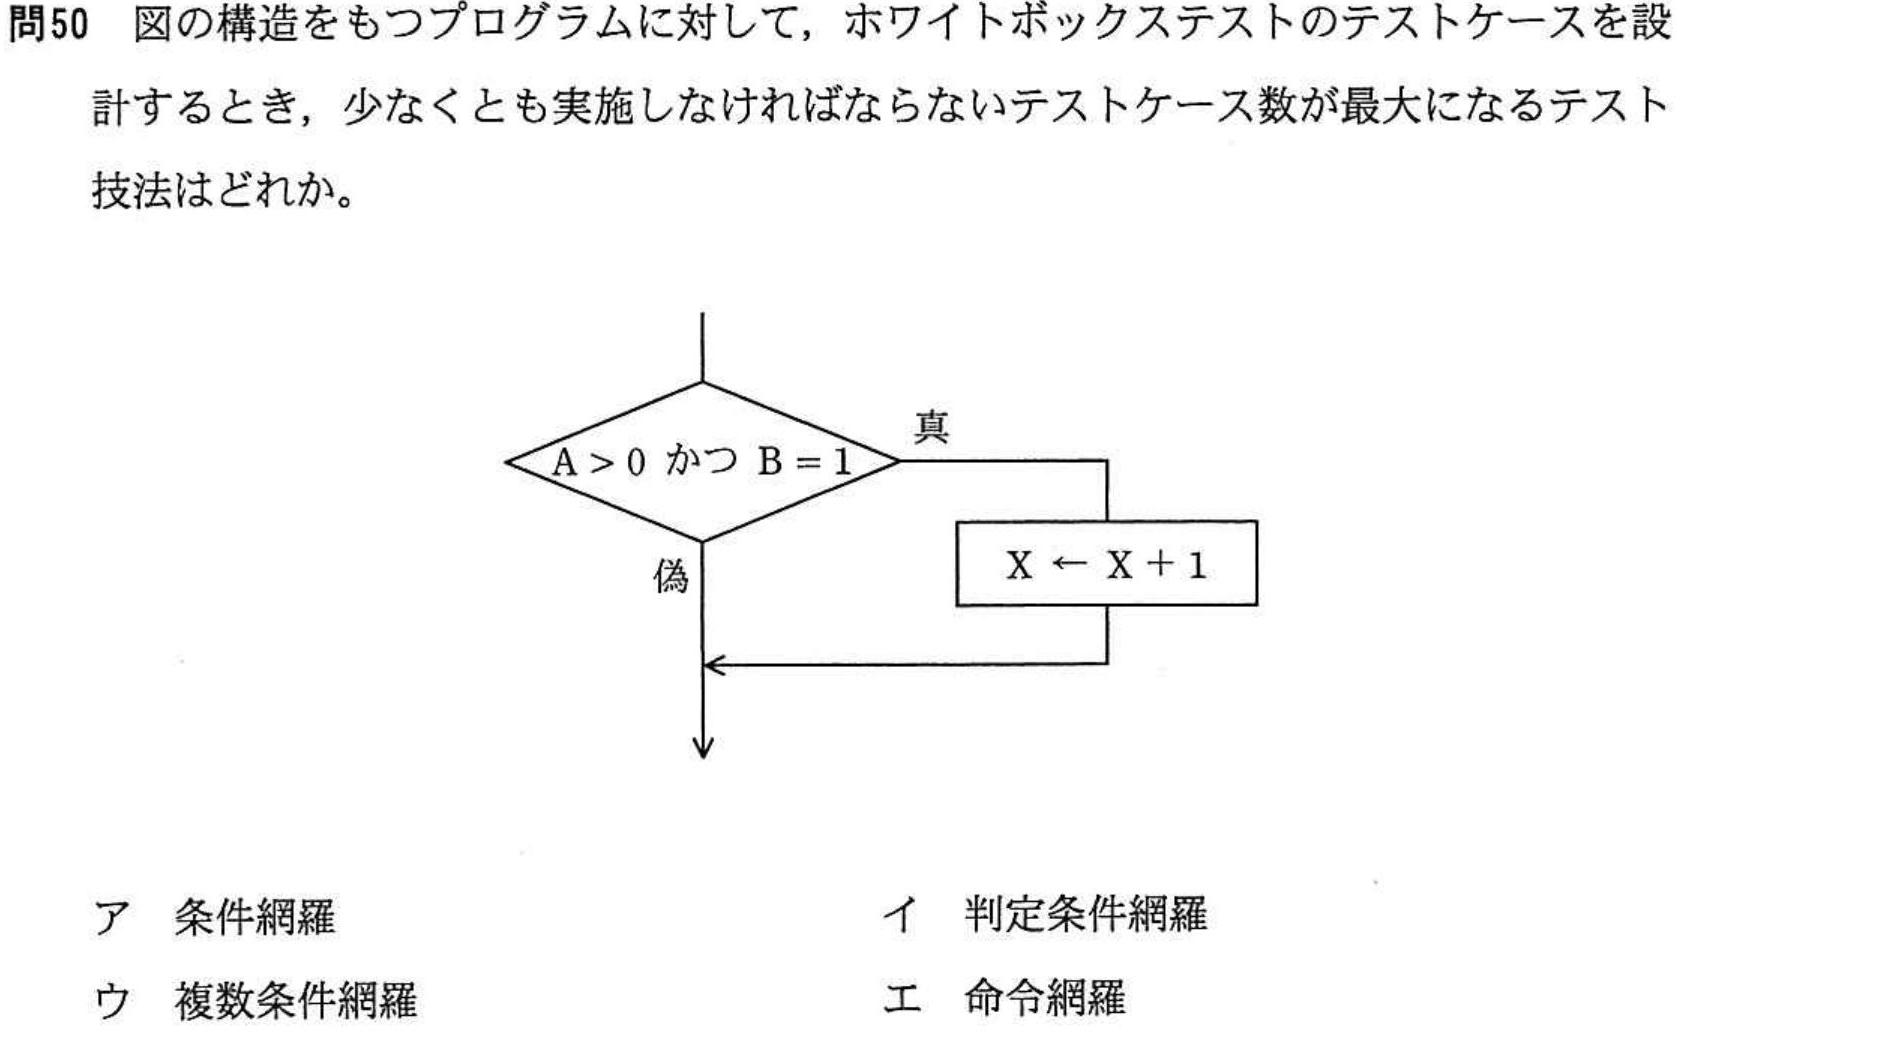 問50 図の構造をもつプログラムに対して，ホワイトボックステストのテストケースを設
計するとき，少なくとも実施しなければならないテストケース数が最大になるテスト
技法はどれか。
真
A > 0 かつ B = 1
X ← X + 1
偽
ア 条件網羅
イ 判定条件網羅
ウ 複数条件網羅
エ 命令網羅